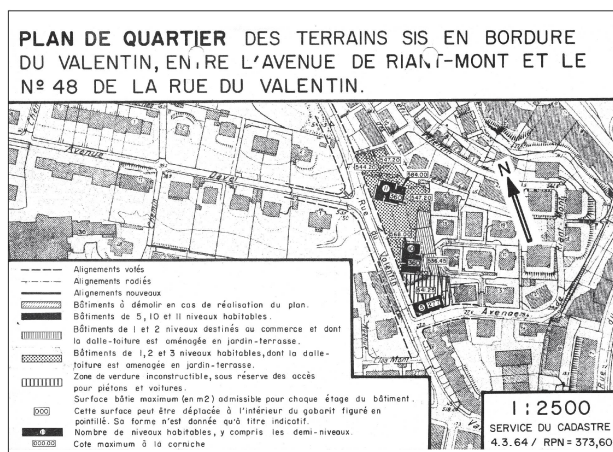 PLAN DE QUARTIER DES TERRAINS SIS EN BORDURE
DU VALENTIN, ENTRE L'AVENUE DE RIANT-MONT ET LE
Nº 48 DE LA RUE DU VALENTIN.
Avenue
Rue du Valentin
N
Avenue
Alignements votés
Alignements radiés
Alignements nouveaux
Bâtiments à démolir en cas de réalisation du plan.
Bâtiments de 5, 10 et 11 niveaux habitables.
Bâtiments de 1 et 2 niveaux destinés au commerce et dont
la dalle-toiture est aménagée en jardin-terrasse.
Bâtiments de 1, 2 et 3 niveaux habitables, dont la dalle-
toiture est amenagée en jardin-terrasse.
Zone de verdure inconstructible, sous réserve des accès
pour piétons et voitures.
Surface bâtie maximum (en m2) admissible pour chaque étage du bâtiment.
Cette surface peut être déplacée à l'intérieur du gabarit figuré en
pointillé. Sa forme n'est donnée qu'à titre indicatif.
Nombre de niveaux habitables, y compris les demi-niveaux.
Cote maximum à la corniche
1:2500
SERVICE DU CADASTRE
4.3.64 / RPN = 373,60